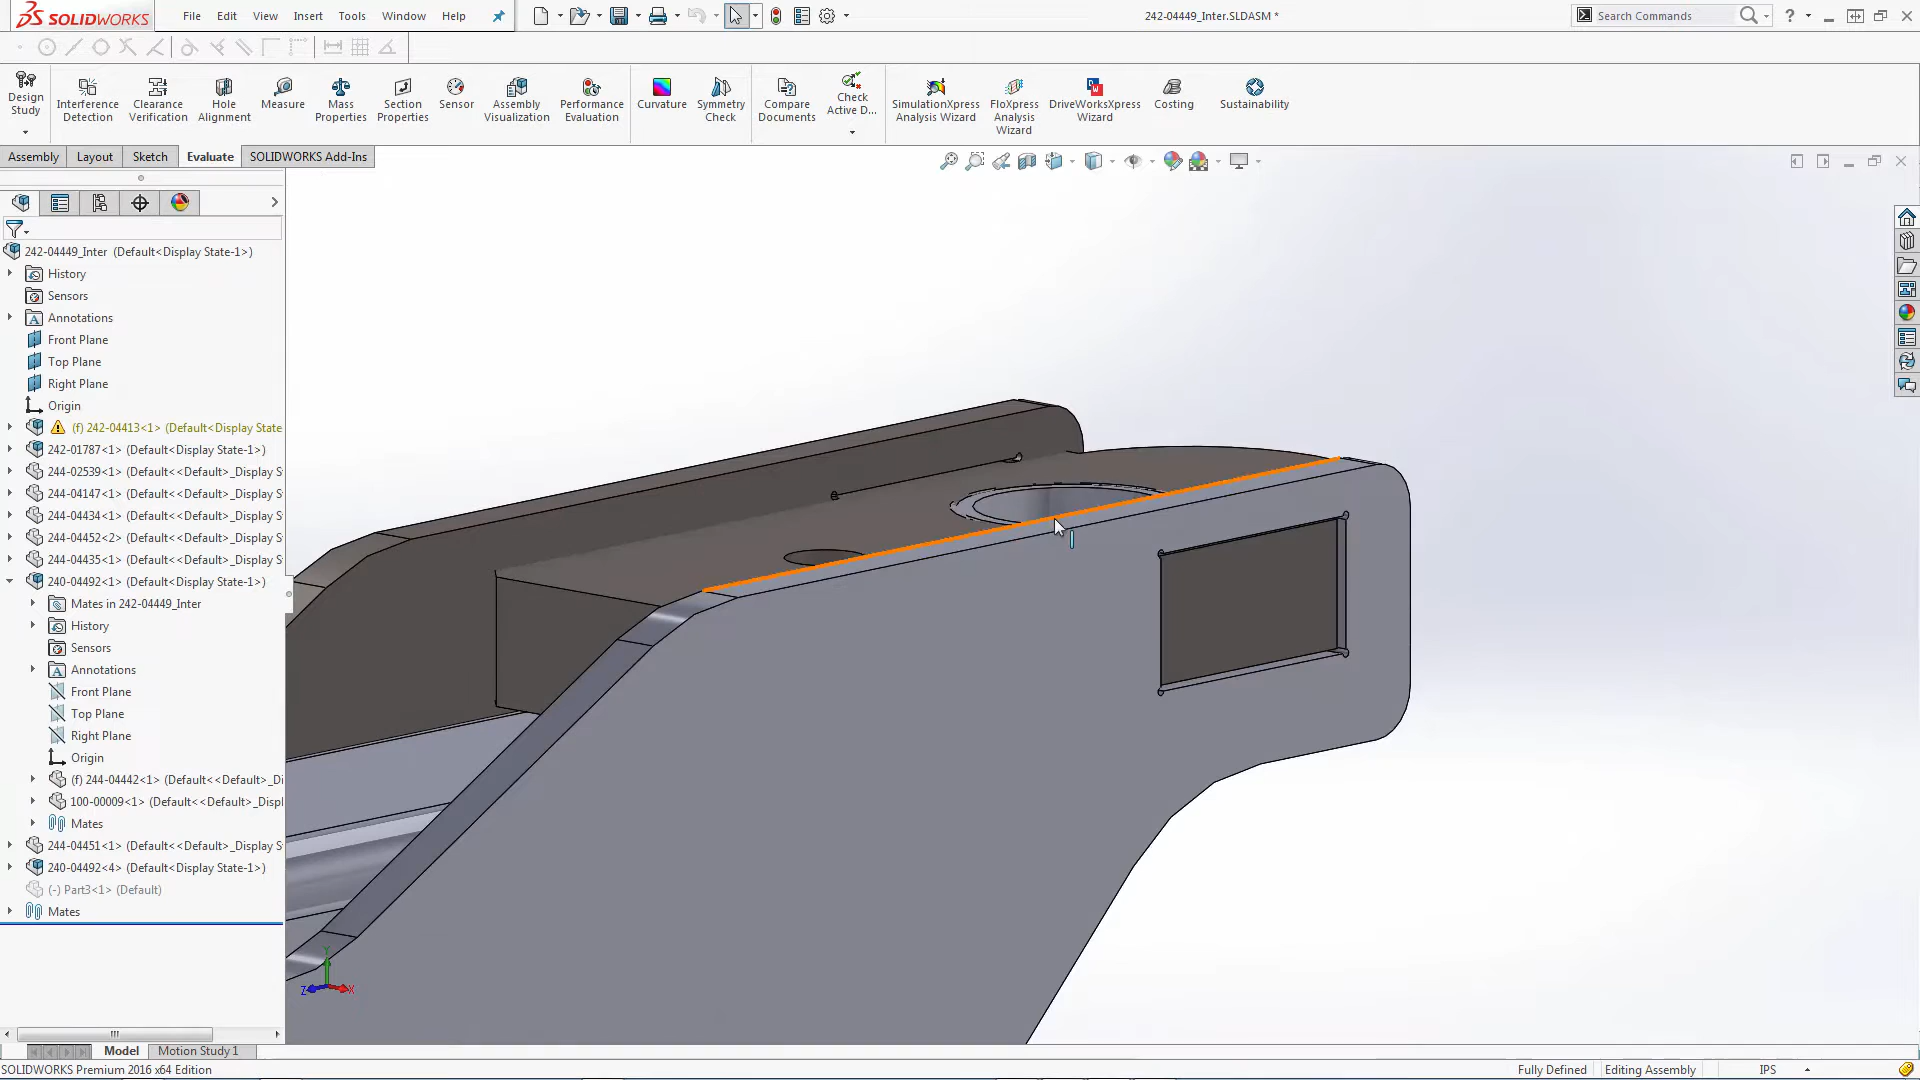 SOLIDWORKS
File Edit View Insert Tools Window Help
242-04449_Inter.SLDASM *
Search Commands
?
Design Study
Interference Detection
Clearance Verification
Hole Alignment
Measure
Mass Properties
Section Properties
Sensor
Assembly Visualization
Performance Evaluation
Curvature
Symmetry Check
Compare Documents
Check Active D...
SimulationXpress Analysis Wizard
FloXpress Analysis Wizard
DriveWorksXpress Wizard
Costing
Sustainability
Assembly Layout Sketch Evaluate SOLIDWORKS Add-Ins
242-04449_Inter (Default<Display State-1>)
History
Sensors
Annotations
Front Plane
Top Plane
Right Plane
Origin
(f) 242-04413<1> (Default<Display State
242-01787<1> (Default<Display State-1>)
244-02539<1> (Default<<Default>_Display S
244-04147<1> (Default<<Default>_Display S
244-04434<1> (Default<<Default>_Display S
244-04452<2> (Default<<Default>_Display S
244-04435<1> (Default<<Default>_Display S
240-04492<1> (Default<Display State-1>)
Mates in 242-04449_Inter
History
Sensors
Annotations
Front Plane
Top Plane
Right Plane
Origin
(f) 244-04442<1> (Default<<Default>_Di
100-00009<1> (Default<<Default>_Displ
Mates
244-04451<1> (Default<<Default>_Display S
240-04492<4> (Default<Display State-1>)
(-) Part3<1> (Default)
Mates
Y
Z
X
Model Motion Study 1
SOLIDWORKS Premium 2016 x64 Edition
Fully Defined Editing Assembly IPS